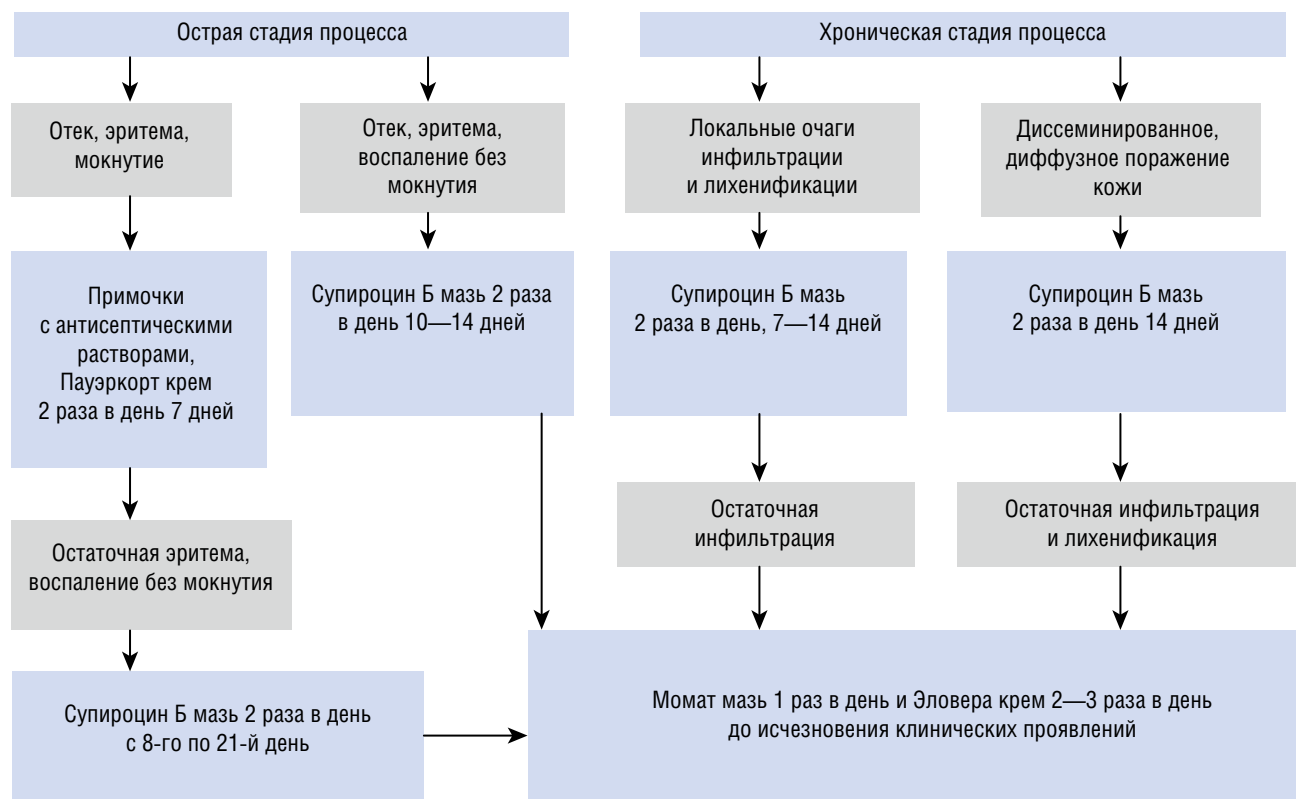 Острая стадия процесса
Хроническая стадия процесса
Отек, эритема,
мокнутие
Отек, эритема,
воспаление без
мокнутия
Локальные очаги
инфильтрации
и лихенификации
Диссеминированное,
диффузное поражение
кожи
Примочки
с антисептическими
растворами,
Пауэркорт крем
2 раза в день 7 дней
Супироцин Б мазь 2 раза
в день 10—14 дней
Супироцин Б мазь
2 раза в день, 7—14 дней
Супироцин Б мазь
2 раза в день 14 дней
Остаточная эритема,
воспаление без мокнутия
Остаточная
инфильтрация
Остаточная инфильтрация
и лихенификация
Супироцин Б мазь 2 раза в день
с 8-го по 21-й день
Момат мазь 1 раз в день и Эловера крем 2—3 раза в день
до исчезновения клинических проявлений